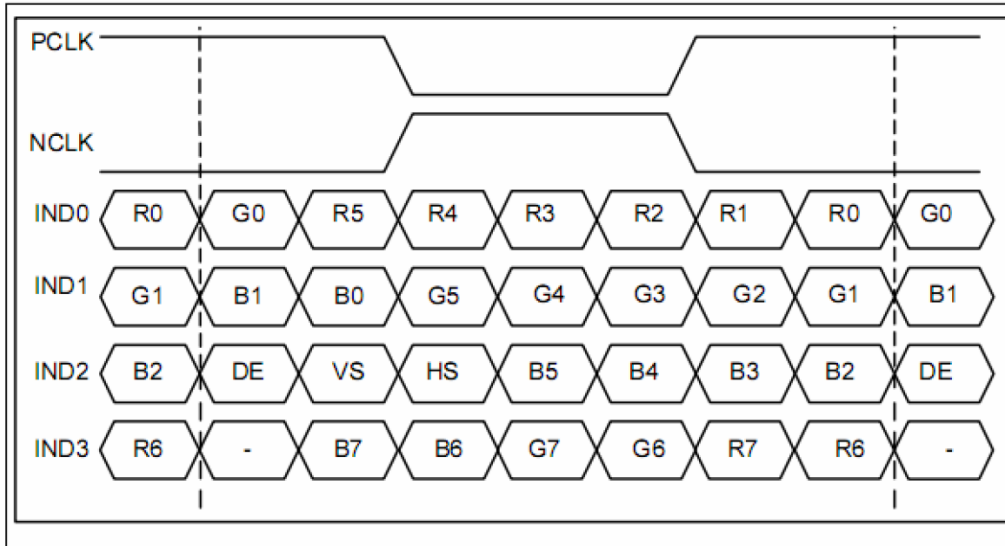 PCLK
NCLK
IND0 R0 G0 R5 R4 R3 R2 R1 R0 G0
IND1 G1 B1 B0 G5 G4 G3 G2 G1 B1
IND2 B2 DE VS HS B5 B4 B3 B2 DE
IND3 R6 - B7 B6 G7 G6 R7 R6 -